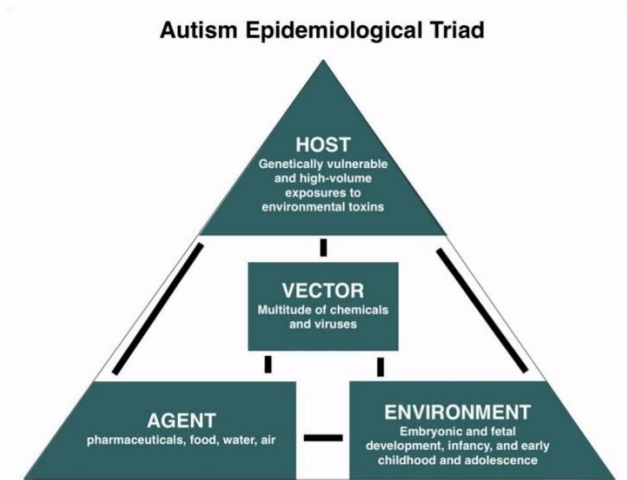 Autism Epidemiological Triad
HOST
Genetically vulnerable
and high-volume
exposures to
environmental toxins
VECTOR
Multitude of chemicals
and viruses
AGENT
pharmaceuticals, food, water, air
ENVIRONMENT
Embryonic and fetal
development, infancy, and early
childhood and adolescence